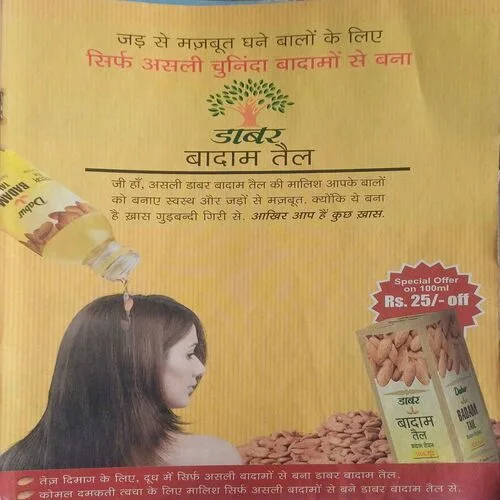 जड़ से मज़बूत घने बालों के लिए
सिर्फ असली चुनिंदा बादामों से बना
डाबर
बादाम तैल
जी हाँ, असली डाबर बादाम तैल की मालिश आपके बालों
को बनाए स्वस्थ और जड़ों से मज़बूत. क्योंकि ये बना
है ख़ास गुड़बन्दी गिरी से. आखिर आप हैं कुछ ख़ास.
Dabur
BADAM
Special Offer
on 100ml
Rs. 25/- off
डाबर
बादाम
तैल
Dabur
BADAM
TAIL
तेज़ दिमाग के लिए, दूध में सिर्फ असली बादामों से बना डाबर बादाम तैल.
कोमल दमकती त्वचा के लिए मालिश सिर्फ असली बादामों से बने डाबर बादाम तेल से.